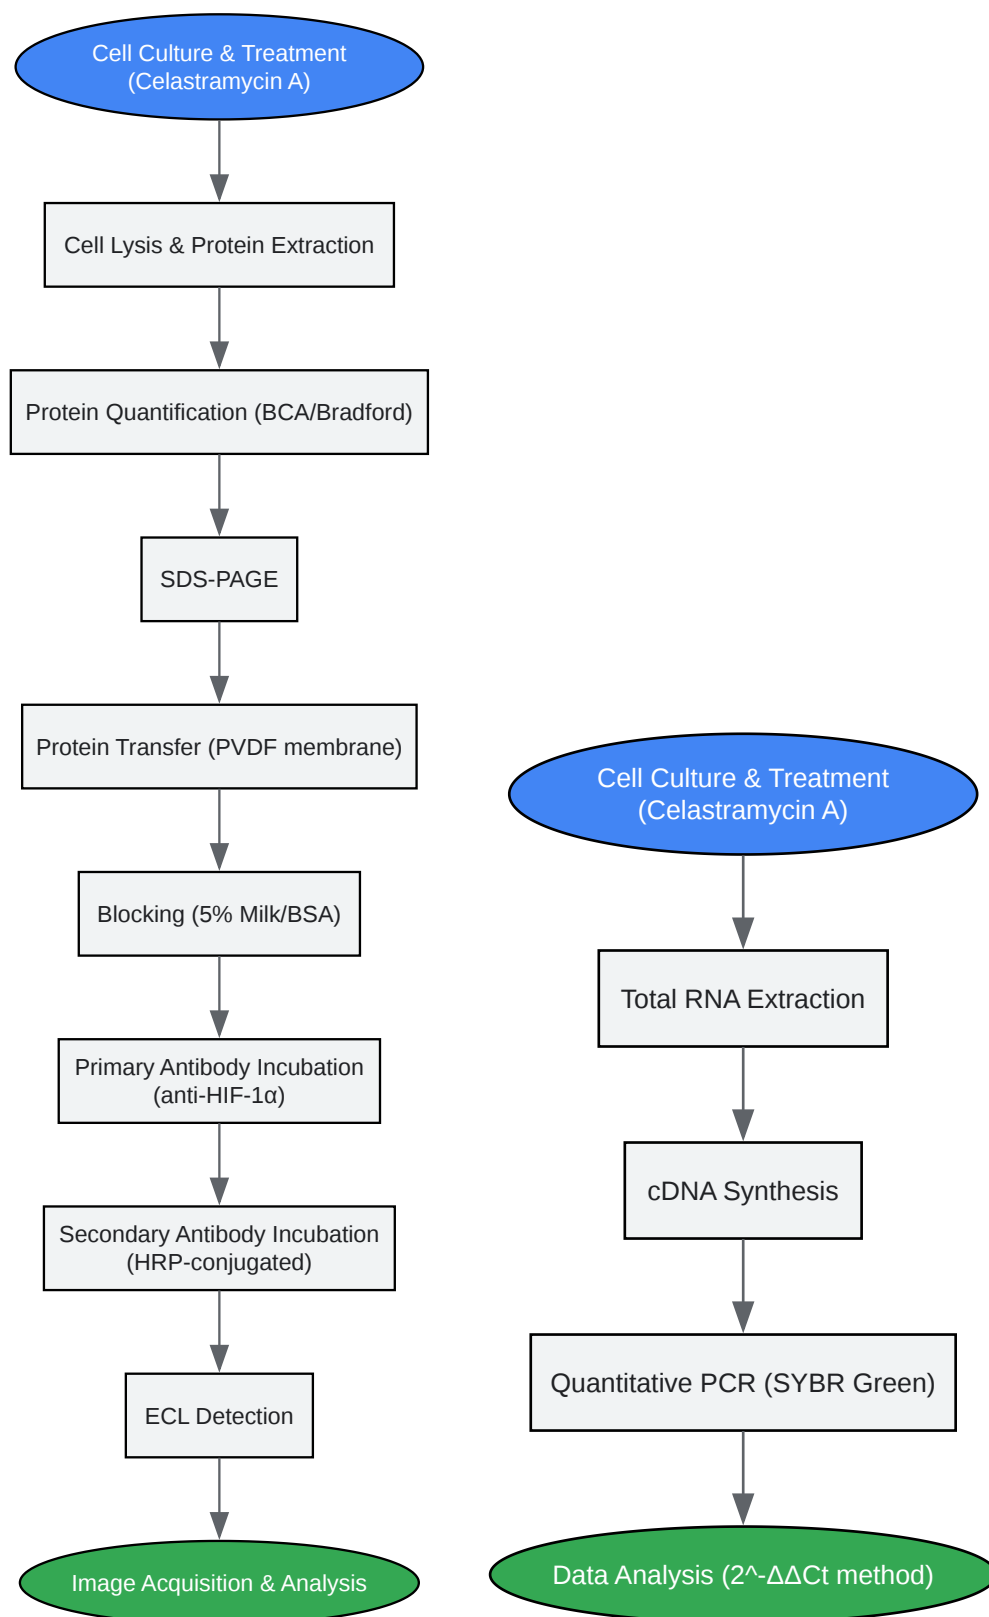 Cell Culture & Treatment
(Celastramycin A)
Cell Lysis & Protein Extraction
Protein Quantification (BCA/Bradford)
SDS-PAGE
Protein Transfer (PVDF membrane)
Blocking (5% Milk/BSA)
Primary Antibody Incubation
(anti-HIF-1α)
Secondary Antibody Incubation
(HRP-conjugated)
ECL Detection
Image Acquisition & Analysis
Cell Culture & Treatment
(Celastramycin A)
Total RNA Extraction
cDNA Synthesis
Quantitative PCR (SYBR Green)
Data Analysis (2^-ΔΔCt method)